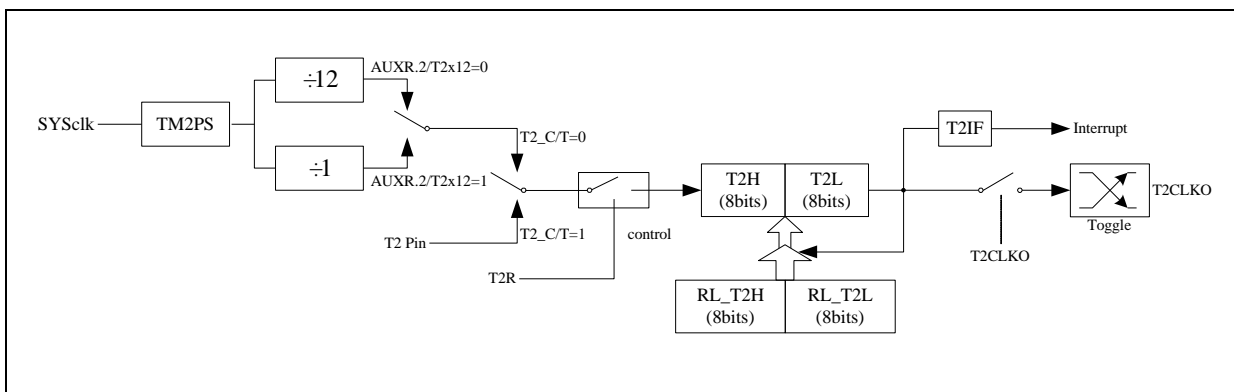 AUXR.2/T2x12=0
÷12
SYSclk
TM2PS
T2_C/T=0
÷1
AUXR.2/T2x12=1
T2 Pin
T2_C/T=1
control
T2R
T2H
(8bits)
T2L
(8bits)
RL_T2H
(8bits)
RL_T2L
(8bits)
T2IF
Interrupt
T2CLKO
T2CLKO
Toggle